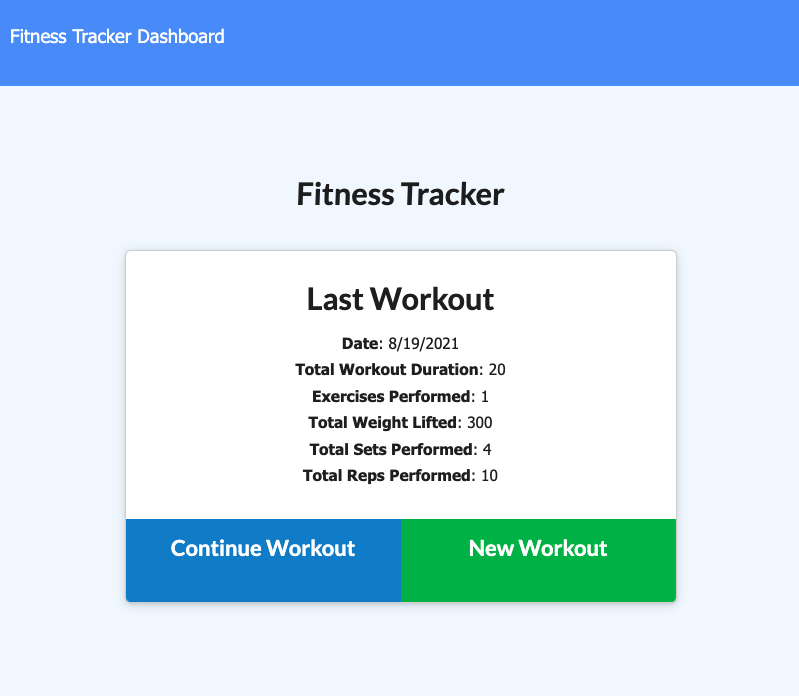 Fitness Tracker Dashboard
Fitness Tracker
Last Workout
Date: 8/19/2021
Total Workout Duration: 20
Exercises Performed: 1
Total Weight Lifted: 300
Total Sets Performed: 4
Total Reps Performed: 10
Continue Workout
New Workout